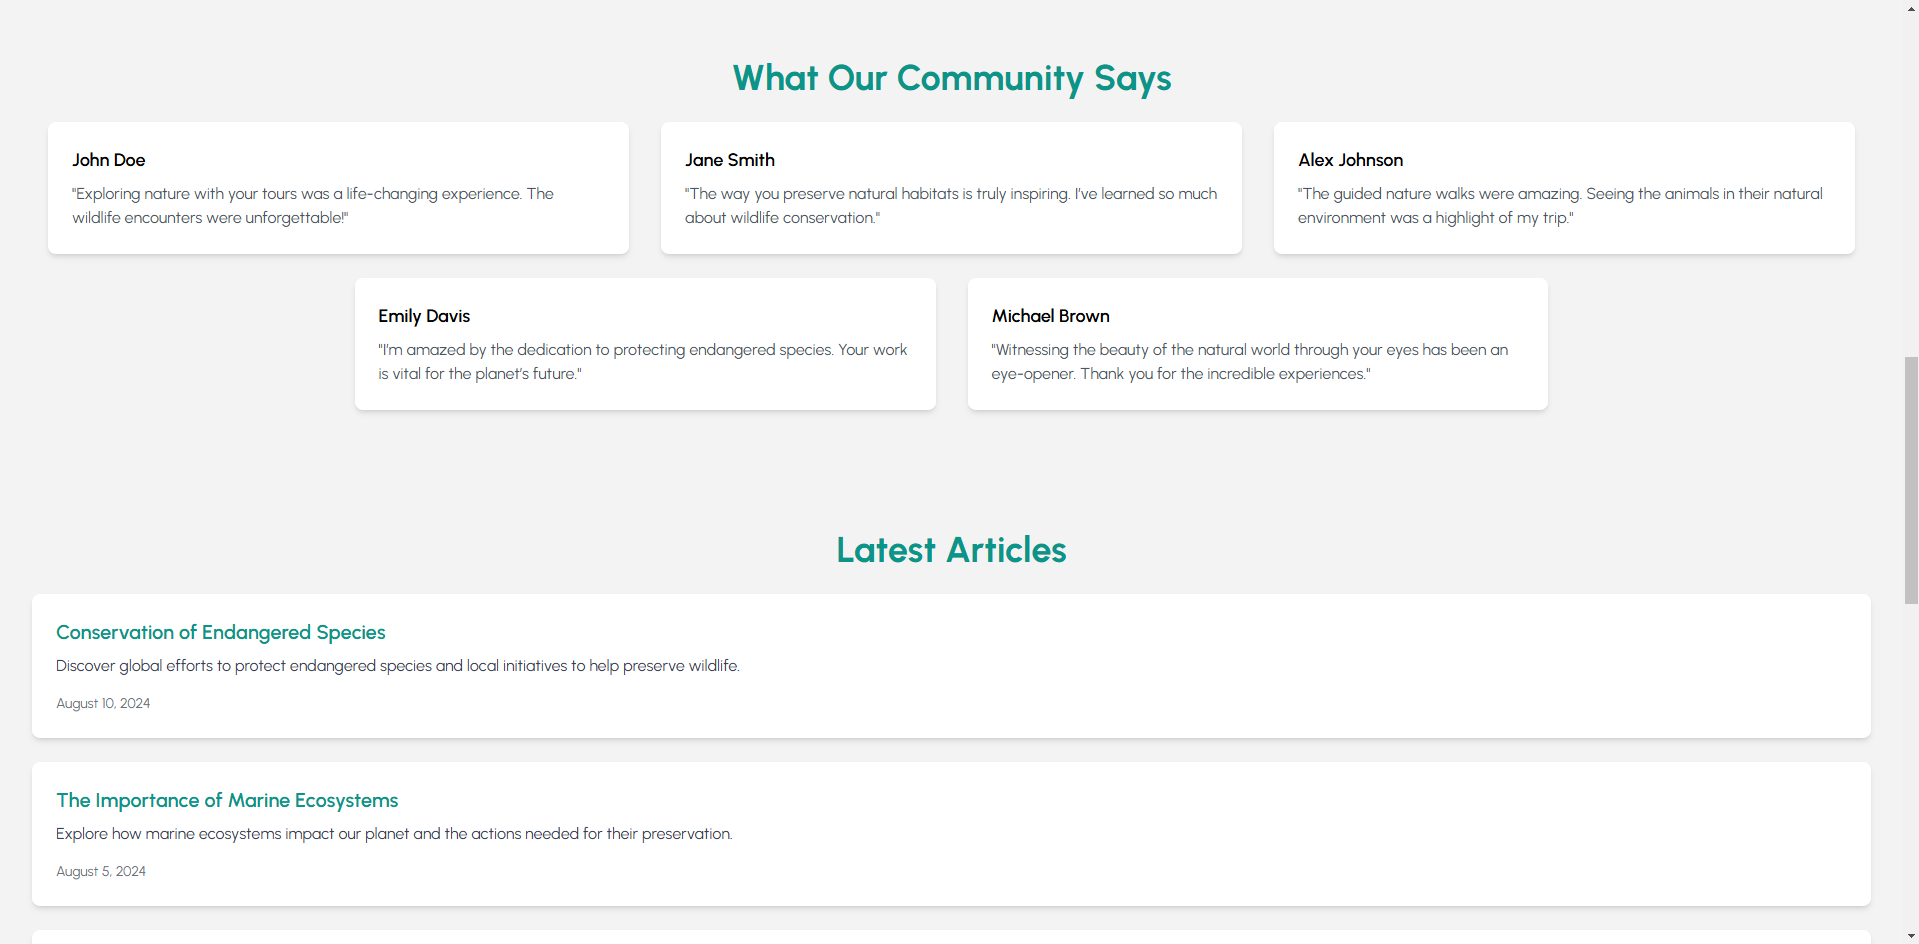 What Our Community Says
John Doe
"Exploring nature with your tours was a life-changing experience. The
wildlife encounters were unforgettable!"
Jane Smith
"The way you preserve natural habitats is truly inspiring. I've learned so much
about wildlife conservation."
Alex Johnson
"The guided nature walks were amazing. Seeing the animals in their natural
environment was a highlight of my trip."
Emily Davis
"I'm amazed by the dedication to protecting endangered species. Your work
is vital for the planet's future."
Michael Brown
"Witnessing the beauty of the natural world through your eyes has been an
eye-opener. Thank you for the incredible experiences."
Latest Articles
Conservation of Endangered Species
Discover global efforts to protect endangered species and local initiatives to help preserve wildlife.
August 10, 2024
The Importance of Marine Ecosystems
Explore how marine ecosystems impact our planet and the actions needed for their preservation.
August 5, 2024